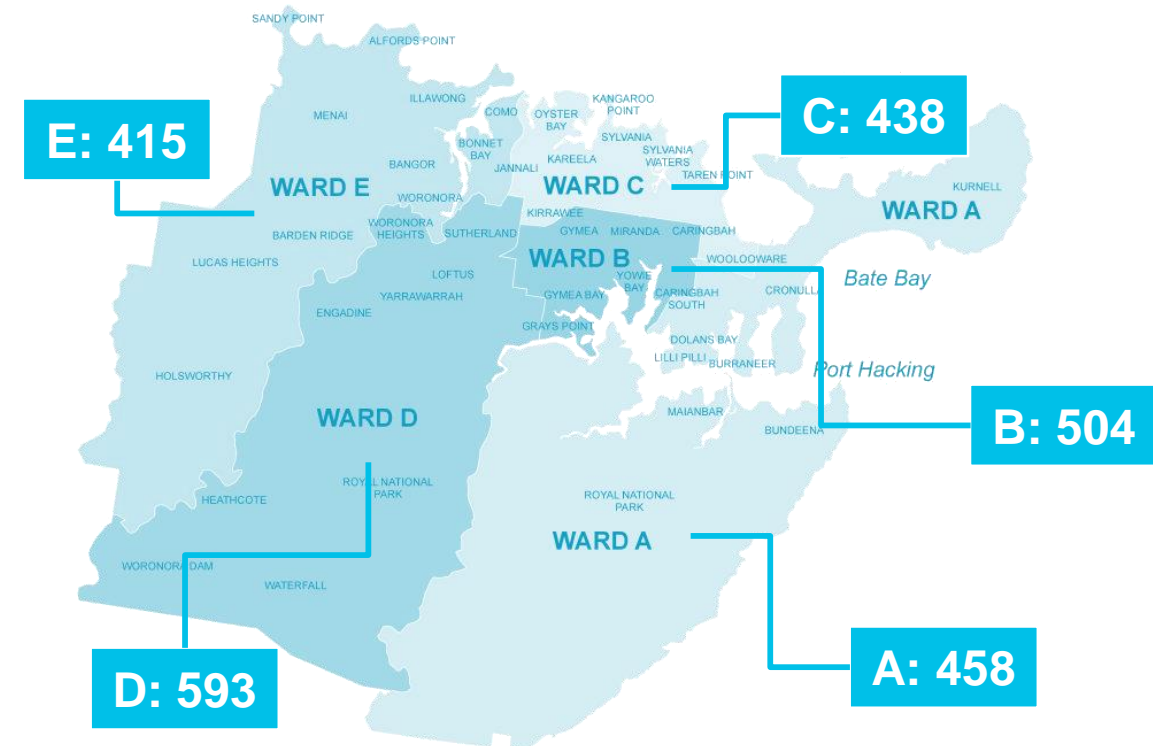 SANDY POINT
ALFORDS POINT
ILLAWONG
KANGAROO
POINT
MENAI
COMO
OYSTER
BAY
C: 438
E: 415
BONNET
BAY
SYLVANIA
SYLVANIA
WATERS
BANGOR
JANNALI
KAREELA
TAREN POINT
WARD E
WARD C
KURNELL
WARD A
WORONORA
KIRRAWEE
WORONORA
HEIGHTS
BARDEN RIDGE
SUTHERLAND
GYMEA
MIRANDA
CARINGBAH
LUCAS HEIGHTS
WARD B
WOOLOOWARE
LOFTUS
YOWIE
BAY
Bate Bay
YARRAWARRAH
GYMEA BAY
CARINGBAH
SOUTH
CRONULLA
ENGADINE
GRAYS POINT
DOLANS BAY
LILLI PILLI
BURRANEER
Port Hacking
HOLSWORTHY
WARD D
MAIANBAR
BUNDEENA
B: 504
ROYAL NATIONAL
PARK
HEATHCOTE
ROYAL NATIONAL
PARK
WARD A
WORONORA DAM
WATERFALL
D: 593
A: 458